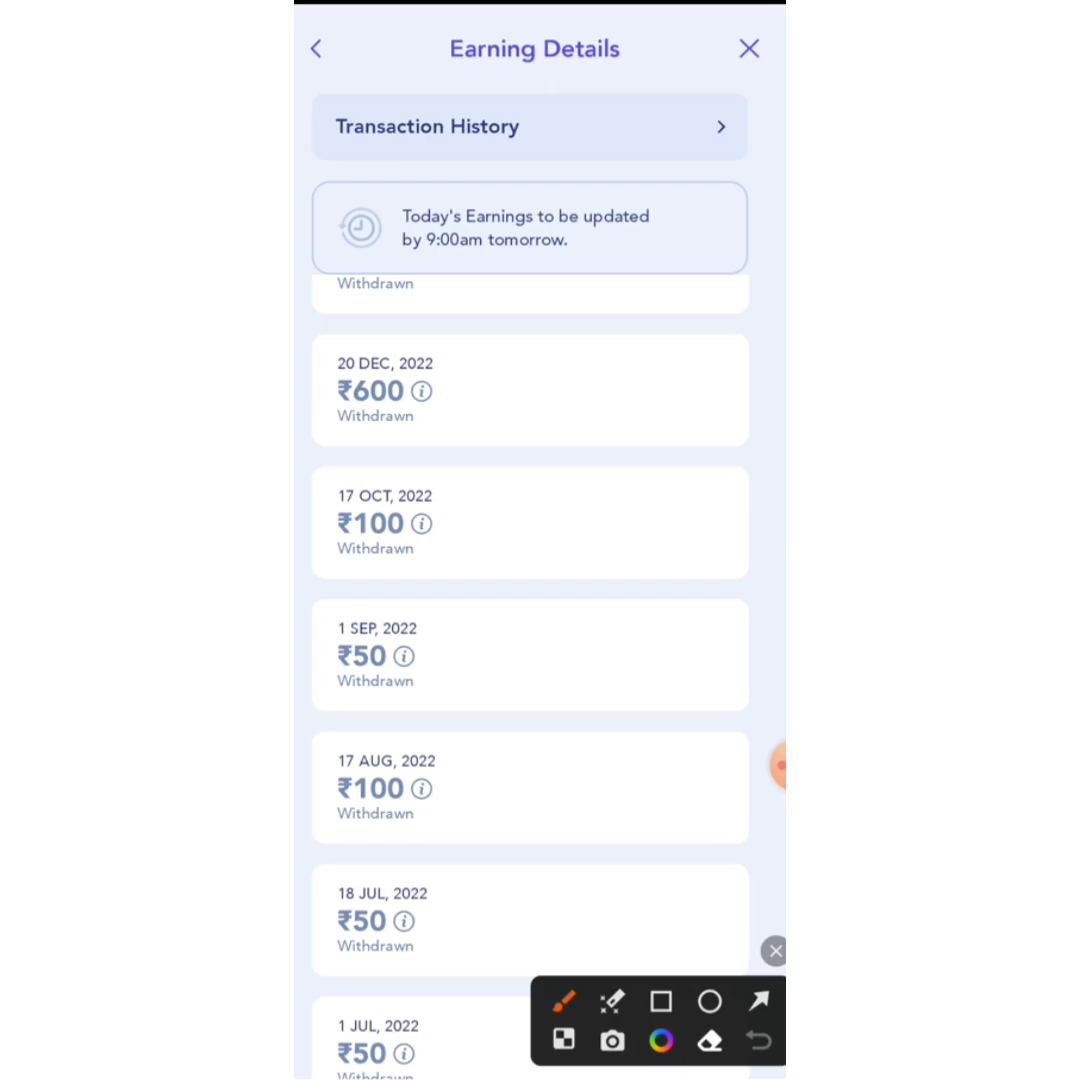 Earning Details
Transaction History
Today's Earnings to be updated
by 9:00am tomorrow.
Withdrawn
20 DEC, 2022
₹600
Withdrawn
17 OCT, 2022
₹100
Withdrawn
1 SEP, 2022
₹50
Withdrawn
17 AUG, 2022
₹100
Withdrawn
18 JUL, 2022
₹50
Withdrawn
1 JUL, 2022
₹50
Withdrawn